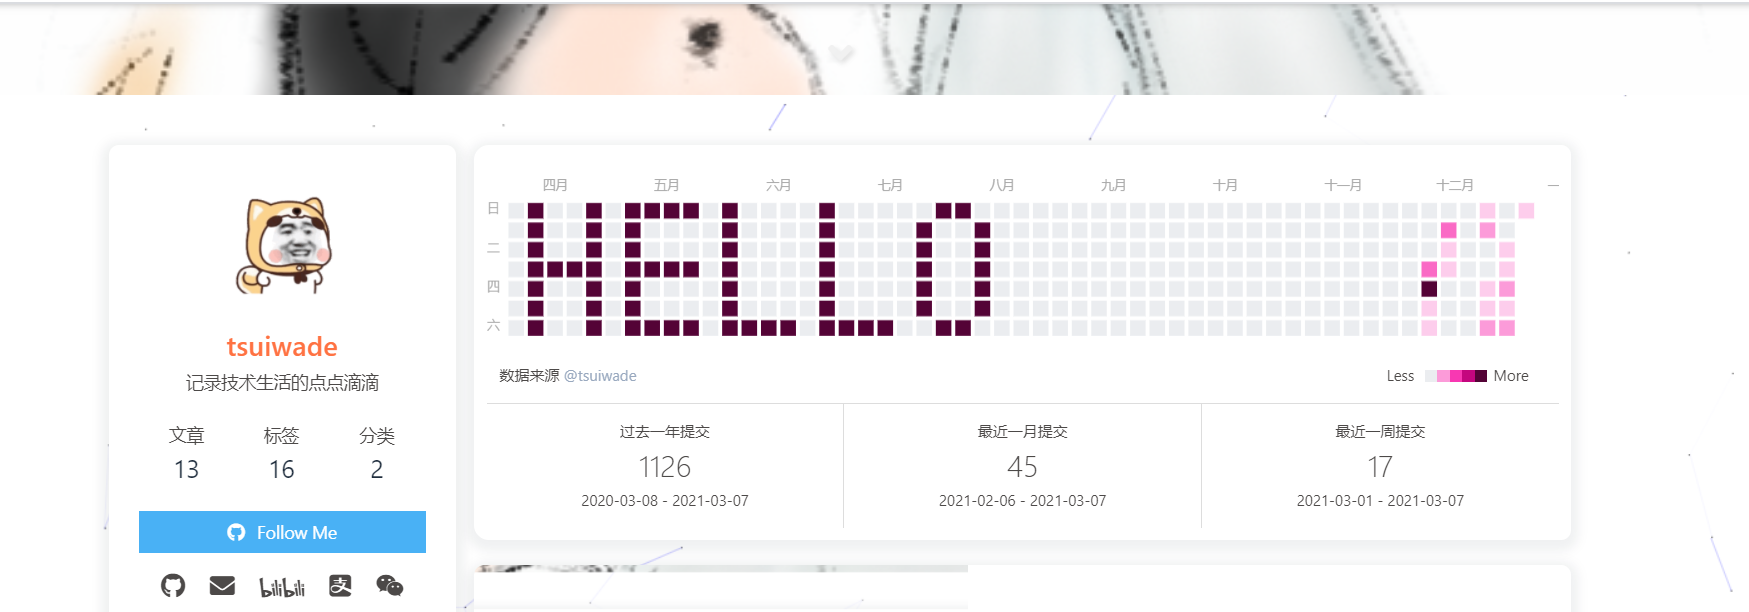 tsuiwade
记录技术生活的点点滴滴
文章 标签 分类
13 16 2
Follow Me
bilibili
支
四月 五月 六月 七月 八月 九月 十月 十一月 十二月 一
日
二
四
六
HELLO
数据来源 @tsuiwade
Less More
过去一年提交
1126
2020-03-08 - 2021-03-07
最近一月提交
45
2021-02-06 - 2021-03-07
最近一周提交
17
2021-03-01 - 2021-03-07